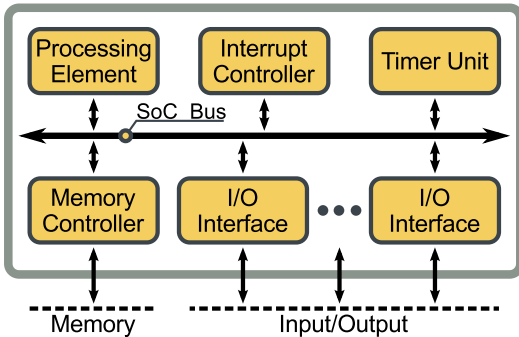 Processing
Element
Interrupt
Controller
Timer Unit
SoC Bus
Memory
Controller
I/O
Interface
I/O
Interface
Memory
Input/Output